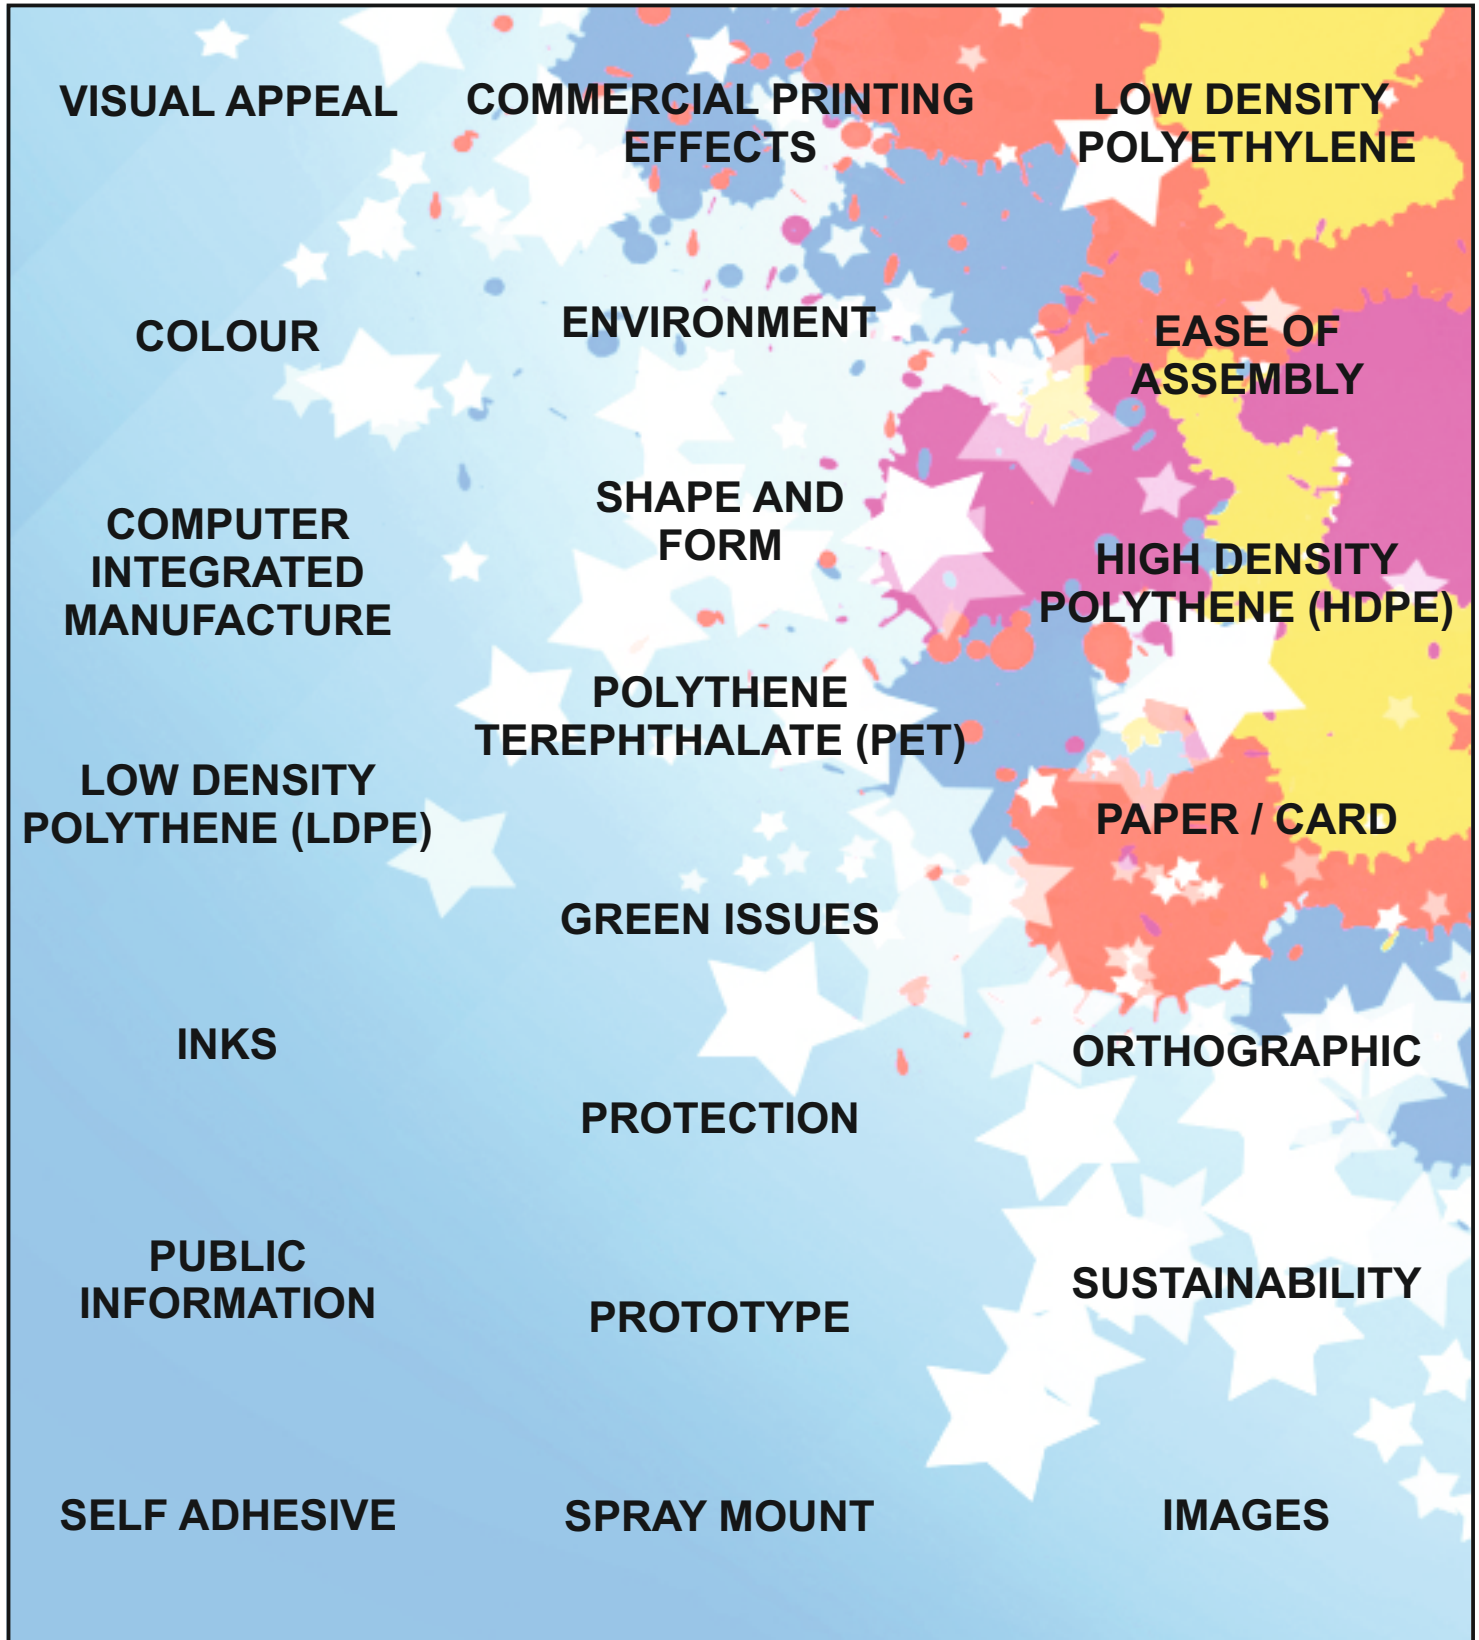 VISUAL APPEAL
COMMERCIAL PRINTING
EFFECTS
LOW DENSITY
POLYETHYLENE
COLOUR
ENVIRONMENT
EASE OF
ASSEMBLY
COMPUTER
INTEGRATED
MANUFACTURE
SHAPE AND
FORM
HIGH DENSITY
POLYTHENE (HDPE)
LOW DENSITY
POLYTHENE (LDPE)
POLYTHENE
TEREPHTHALATE (PET)
PAPER / CARD
GREEN ISSUES
INKS
PROTECTION
ORTHOGRAPHIC
PUBLIC
INFORMATION
PROTOTYPE
SUSTAINABILITY
SELF ADHESIVE
SPRAY MOUNT
IMAGES